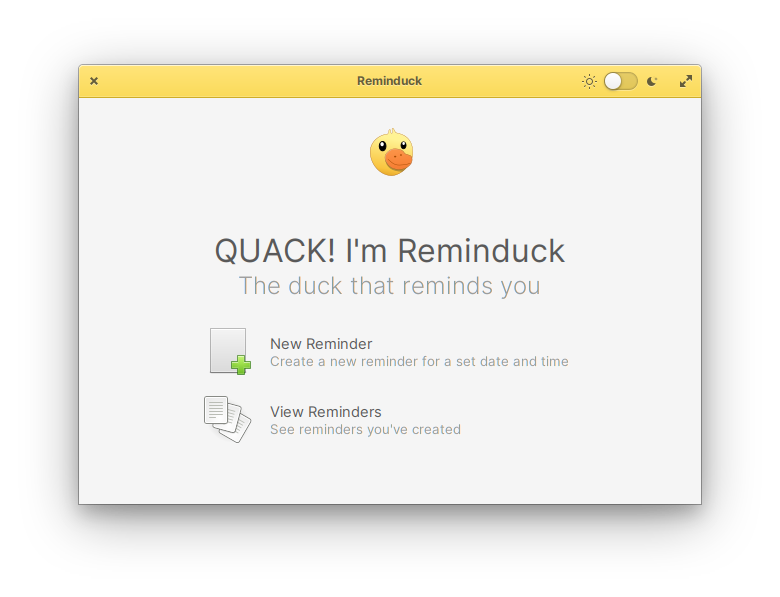 Reminduck
QUACK! I'm Reminduck
The duck that reminds you
New Reminder
Create a new reminder for a set date and time
View Reminders
See reminders you've created